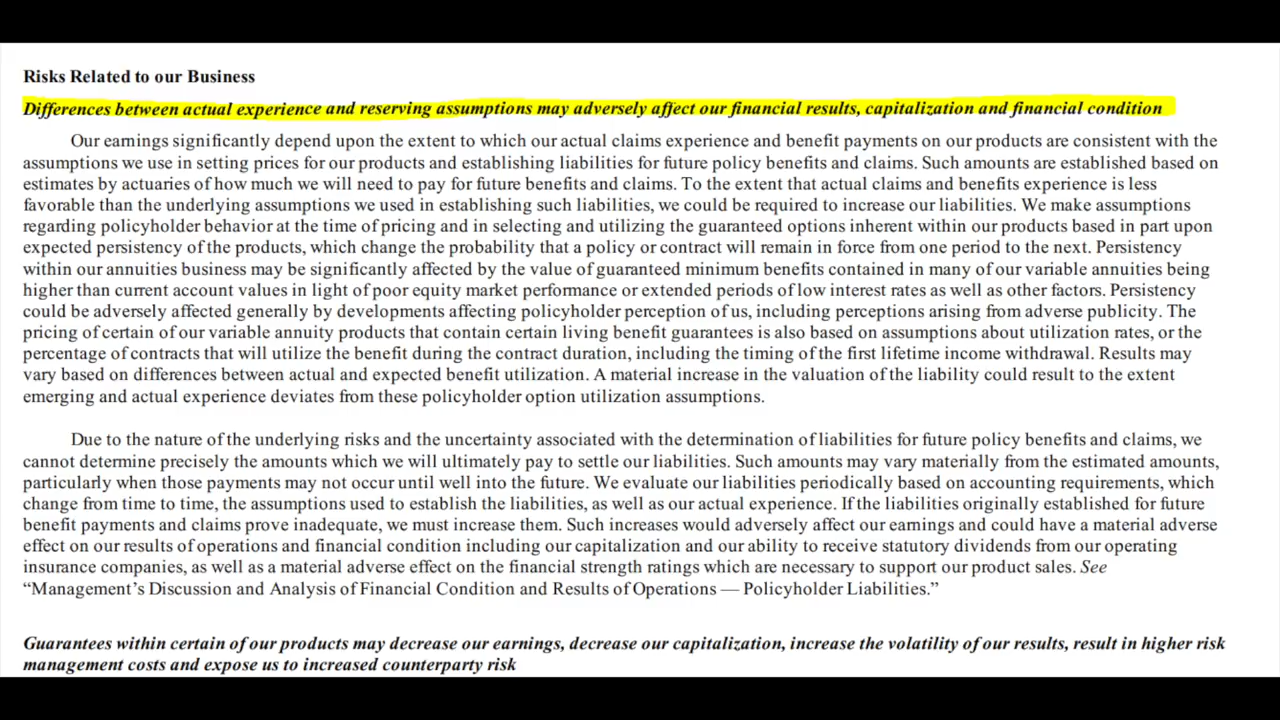 Risks Related to our Business
Differences between actual experience and reserving assumptions may adversely affect our financial results, capitalization and financial condition
Our earnings significantly depend upon the extent to which our actual claims experience and benefit payments on our products are consistent with the
assumptions we use in setting prices for our products and establishing liabilities for future policy benefits and claims. Such amounts are established based on
estimates by actuaries of how much we will need to pay for future benefits and claims. To the extent that actual claims and benefits experience is less
favorable than the underlying assumptions we used in establishing such liabilities, we could be required to increase our liabilities. We make assumptions
regarding policyholder behavior at the time of pricing and in selecting and utilizing the guaranteed options inherent within our products based in part upon
expected persistency of the products, which change the probability that a policy or contract will remain in force from one period to the next. Persistency
within our annuities business may be significantly affected by the value of guaranteed minimum benefits contained in many of our variable annuities being
higher than current account values in light of poor equity market performance or extended periods of low interest rates as well as other factors. Persistency
could be adversely affected generally by developments affecting policyholder perception of us, including perceptions arising from adverse publicity. The
pricing of certain of our variable annuity products that contain certain living benefit guarantees is also based on assumptions about utilization rates, or the
percentage of contracts that will utilize the benefit during the contract duration, including the timing of the first lifetime income withdrawal. Results may
vary based on differences between actual and expected benefit utilization. A material increase in the valuation of the liability could result to the extent
emerging and actual experience deviates from these policyholder option utilization assumptions.
Due to the nature of the underlying risks and the uncertainty associated with the determination of liabilities for future policy benefits and claims, we
cannot determine precisely the amounts which we will ultimately pay to settle our liabilities. Such amounts may vary materially from the estimated amounts,
particularly when those payments may not occur until well into the future. We evaluate our liabilities periodically based on accounting requirements, which
change from time to time, the assumptions used to establish the liabilities, as well as our actual experience. If the liabilities originally established for future
benefit payments and claims prove inadequate, we must increase them. Such increases would adversely affect our earnings and could have a material adverse
effect on our results of operations and financial condition including our capitalization and our ability to receive statutory dividends from our operating
insurance companies, as well as a material adverse effect on the financial strength ratings which are necessary to support our product sales. See
“Management’s Discussion and Analysis of Financial Condition and Results of Operations — Policyholder Liabilities.”
Guarantees within certain of our products may decrease our earnings, decrease our capitalization, increase the volatility of our results, result in higher risk
management costs and expose us to increased counterparty risk